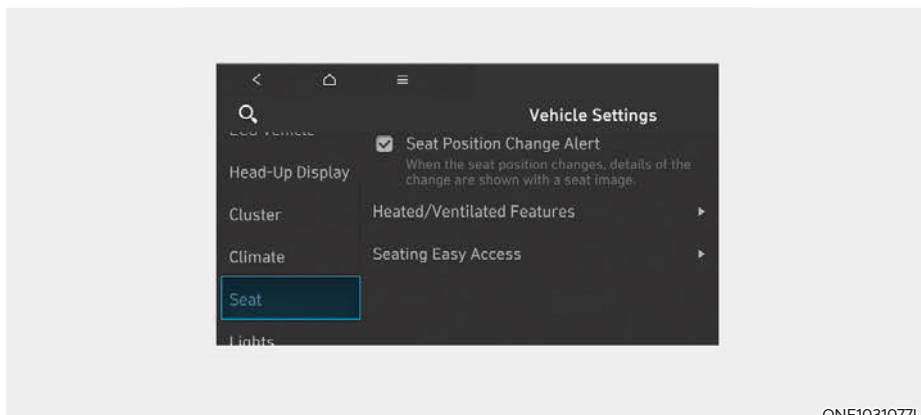 Vehicle Settings
Head-Up Display
Cluster
Climate
Seat
Lights
Seat Position Change Alert
When the seat position changes, details of the
change are shown with a seat image.
Heated/Ventilated Features
Seating Easy Access